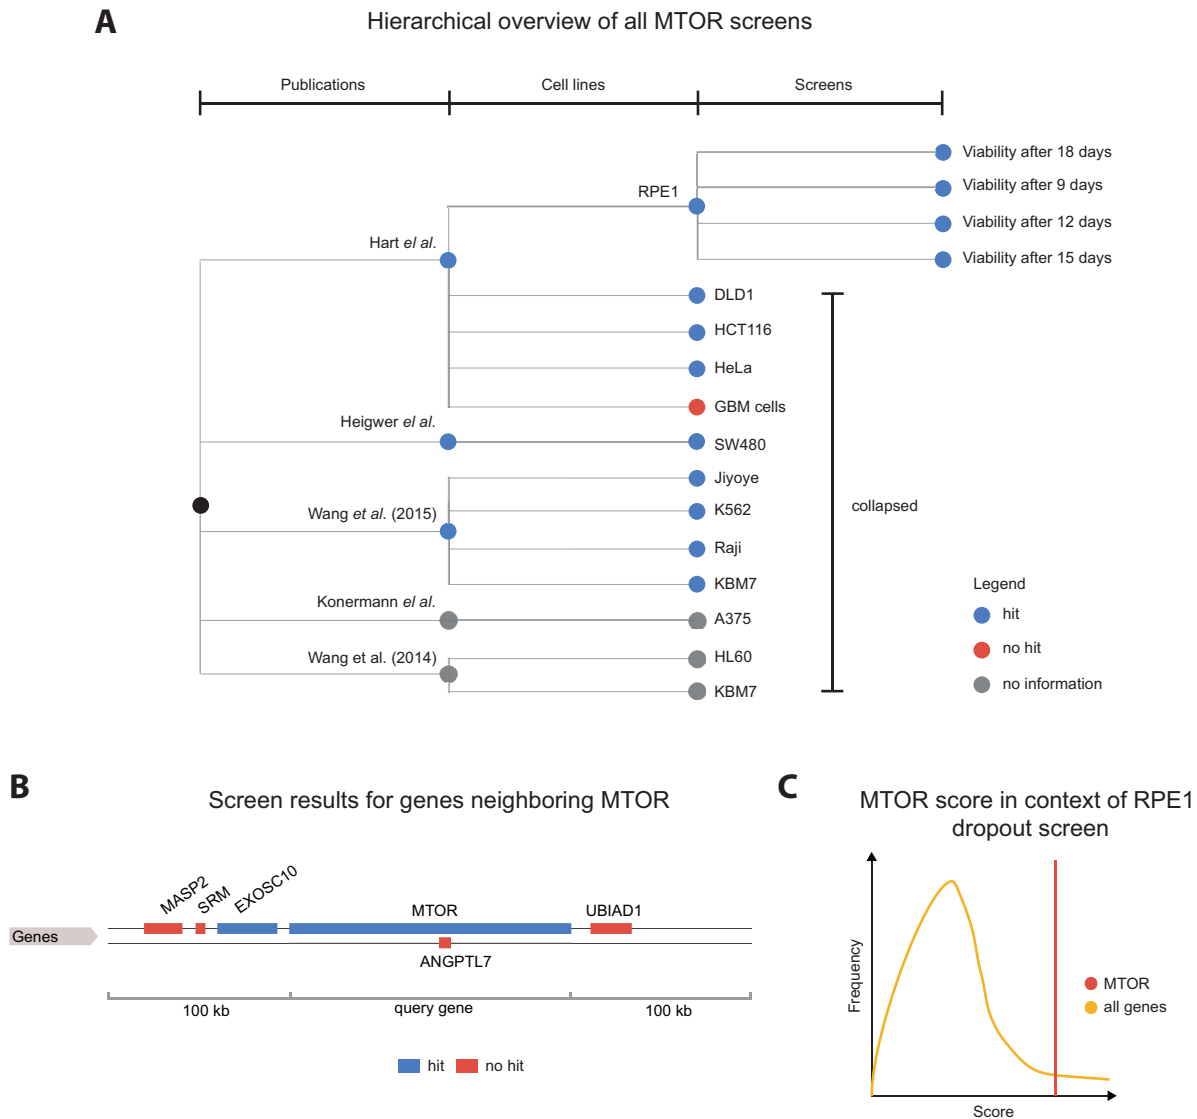 A
Hierarchical overview of all MTOR screens
Publications
Cell lines
Screens
Viability after 18 days
RPE1
Viability after 9 days
Viability after 12 days
Hart el al.
Viability after 15 days
DLD1
HCT116
HeLa
GBM cells
Heigwer el al.
SW480
Jiyoye
Wang et al. (2015)
K562
collapsed
Raji
KBM7
Konermann el al.
A375
Wang et al. (2014)
HL60
KBM7
Legend
hit
no hit
no information
B
Screen results for genes neighboring MTOR
Genes
MASP2
SRM
EXOSC10
MTOR
UBIAD1
ANGPTL7
100 kb
query gene
100 kb
hit
no hit
C
MTOR score in context of RPE1
dropout screen
Frequency
MTOR
all genes
Score